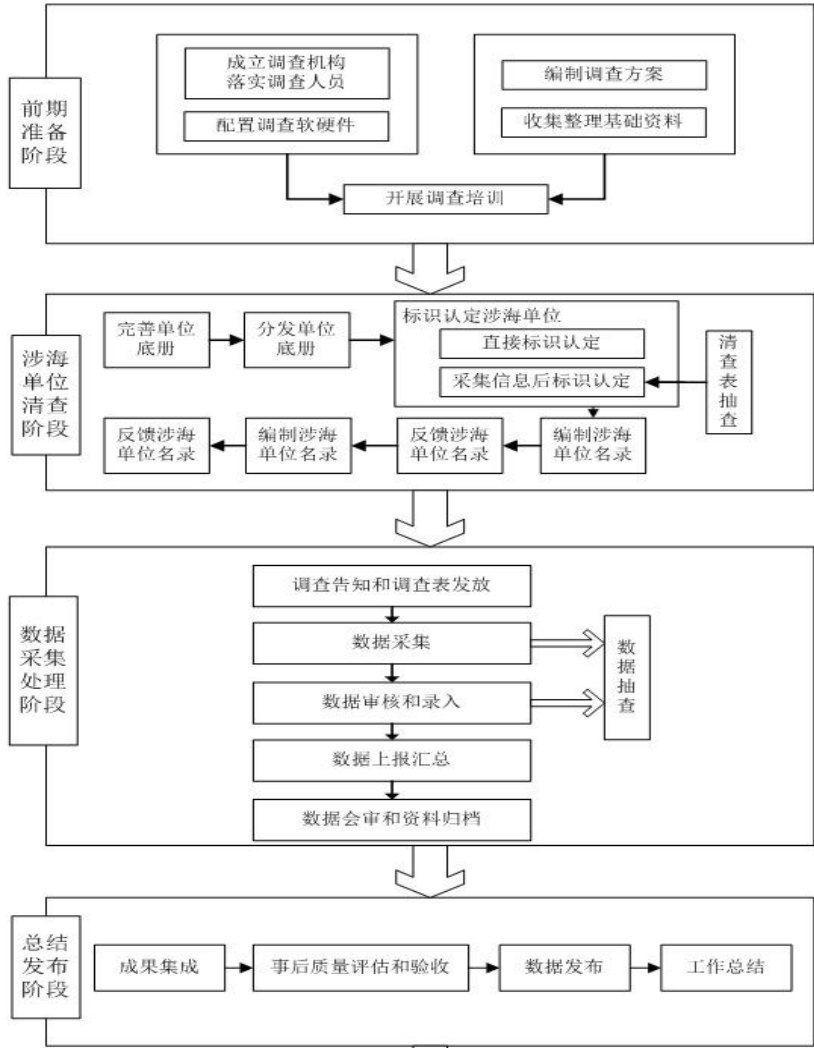 前期
准备
阶段
成立调查机构
落实调查人员
配置调查软硬件
编制调查方案
收集整理基础资料
开展调查培训
涉海
单位
清查
阶段
完善单位
底册
分发单位
底册
标识认定涉海单位
直接标识认定
采集信息后标识认定
清
查
表
抽
查
反馈涉海
单位名录
编制涉海
单位名录
反馈涉海
单位名录
编制涉海
单位名录
数据
采集
处理
阶段
调查告知和调查表发放
数据采集
数据审核和录入
数据上报汇总
数据会审和资料归档
数
据
抽
查
总结
发布
阶段
成果集成
事后质量评估和验收
数据发布
工作总结